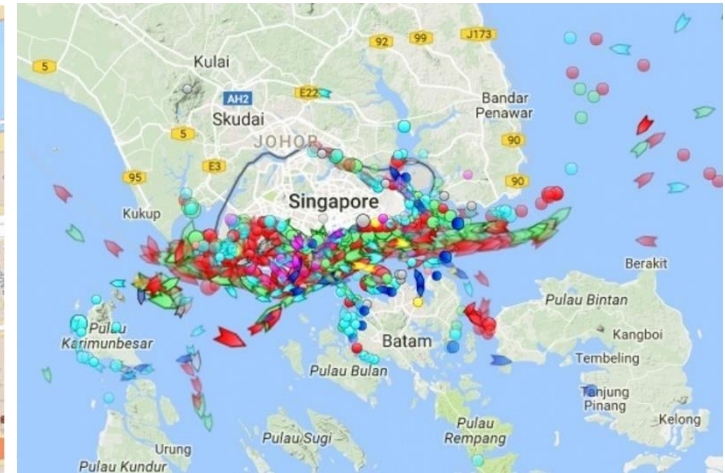 92
99
J173
5
Kulai
AH2
E22
Bandar
Penawar
Skudai
5
JOHOR
90
E3
95
90
Singapore
Kukup
Berakit
Pulau Bintan
Pulau
Karimunbesar
Kangboi
Batam
Tembeling
Pulau Bulan
Tanjung
Pinang
Pulau
Rempang
Kelong
Pulau Sugi
Urung
Pulau Kundur